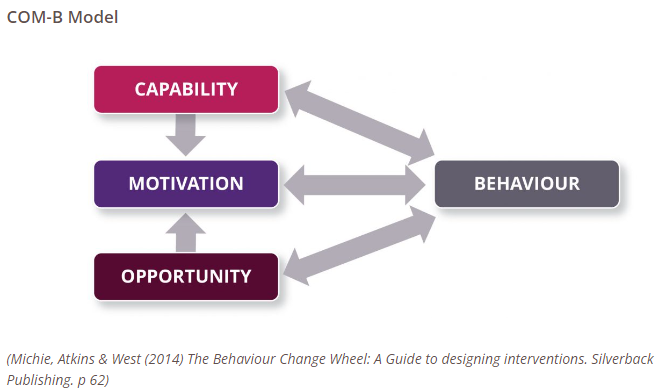 COM-B Model
CAPABILITY
MOTIVATION
BEHAVIOUR
OPPORTUNITY
(Michie, Atkins & West (2014) The Behaviour Change Wheel: A Guide to designing interventions. Silverback
Publishing. p 62)